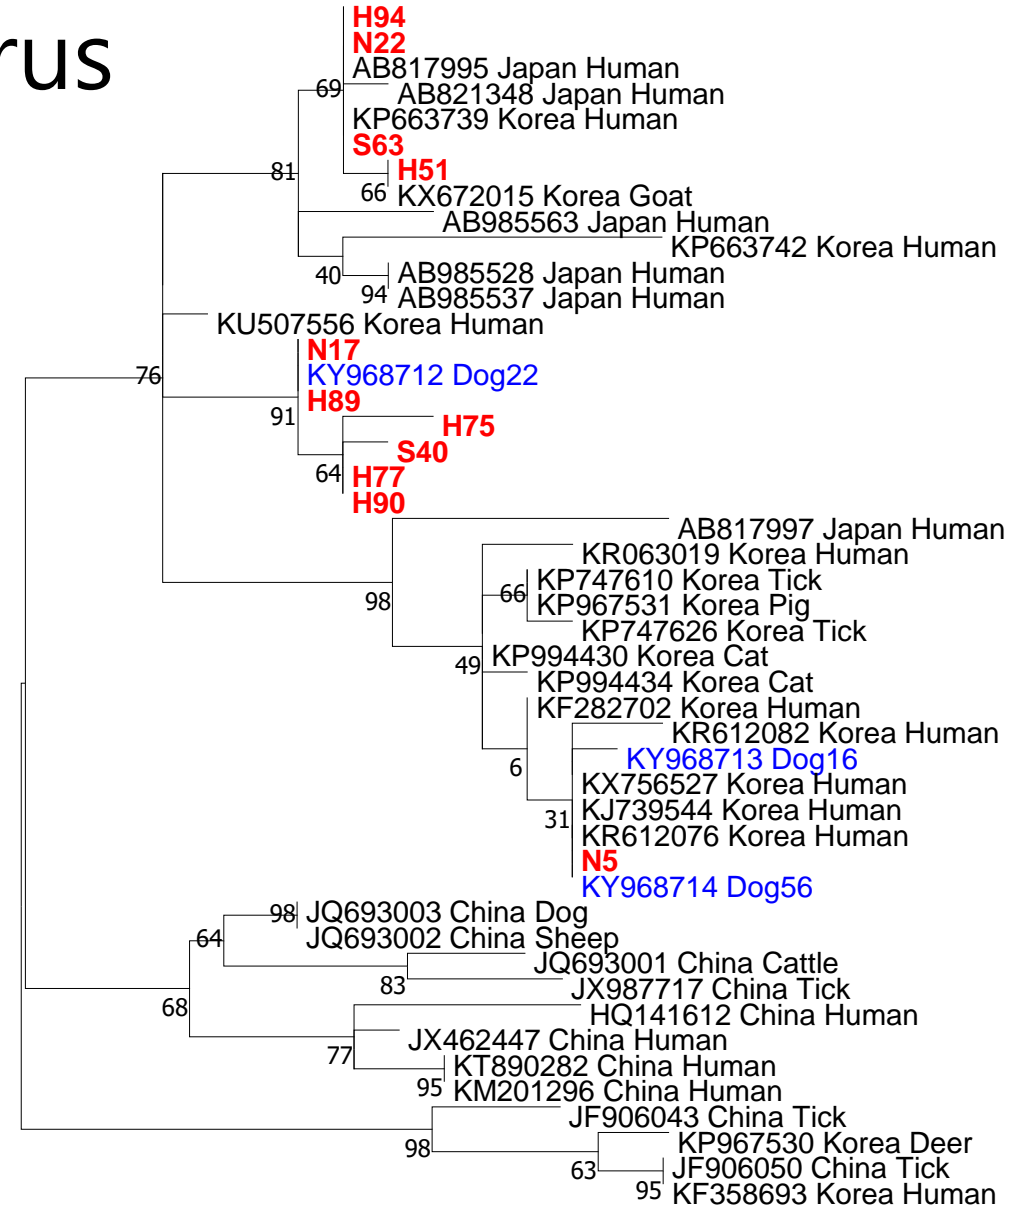 rus
H94
N22
AB817995 Japan Human
69
AB821348 Japan Human
KP663739 Korea Human
S63
81
H51
66
KX672015 Korea Goat
AB985563 Japan Human
KP663742 Korea Human
40
AB985528 Japan Human
94
AB985537 Japan Human
KU507556 Korea Human
N17
76
KY968712 Dog22
H89
91
H75
S40
64
H77
H90
AB817997 Japan Human
KR063019 Korea Human
KP747610 Korea Tick
66
98
KP967531 Korea Pig
KP747626 Korea Tick
49
KP994430 Korea Cat
KP994434 Korea Cat
KF282702 Korea Human
KR612082 Korea Human
6
KY968713 Dog16
KX756527 Korea Human
31
KJ739544 Korea Human
KR612076 Korea Human
N5
KY968714 Dog56
98
JQ693003 China Dog
64
JQ693002 China Sheep
JQ693001 China Cattle
83
JX987717 China Tick
68
HQ141612 China Human
JX462447 China Human
77
KT890282 China Human
95
KM201296 China Human
JF906043 China Tick
98
KP967530 Korea Deer
63
JF906050 China Tick
95
KF358693 Korea Human